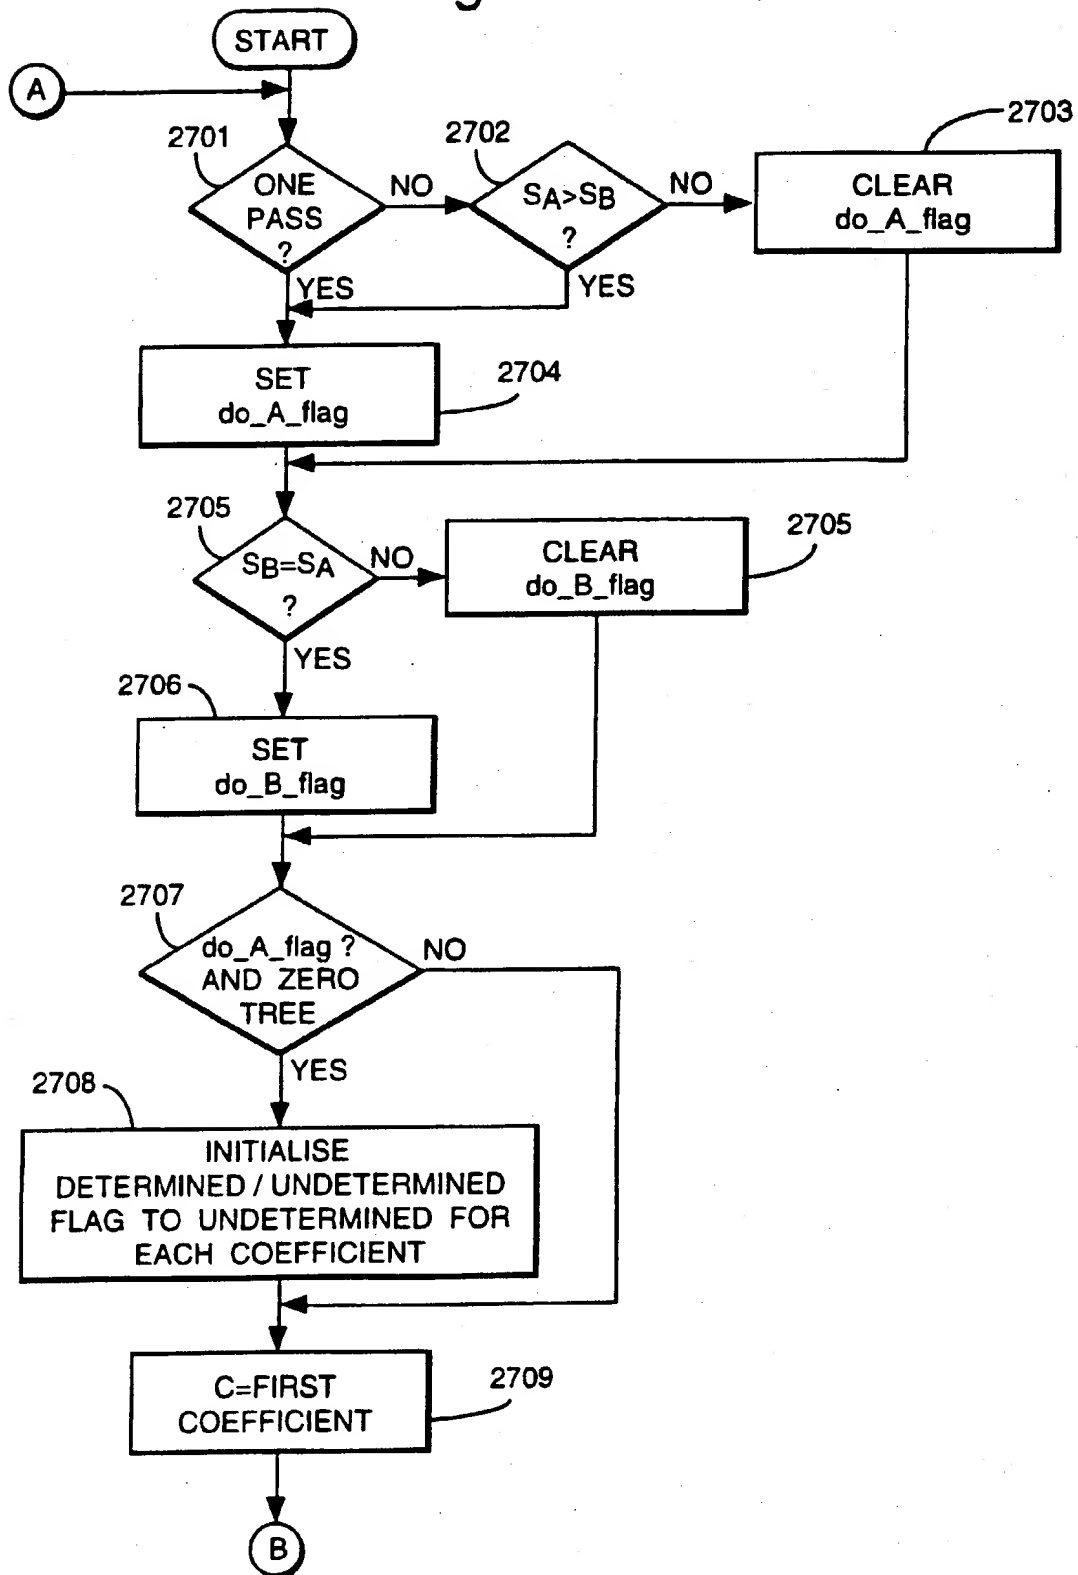 START
A
2701
ONE
PASS
?
NO
YES
2702
SA>SB
?
NO
YES
2703
CLEAR
do_A_flag
SET
do_A_flag
2704
2705
SB=SA
?
NO
YES
CLEAR
do_B_flag
2705
2706
SET
do_B_flag
2707
do_A_flag ?
AND ZERO
TREE
NO
YES
2708
INITIALISE
DETERMINED / UNDETERMINED
FLAG TO UNDETERMINED FOR
EACH COEFFICIENT
C=FIRST
COEFFICIENT
2709
B